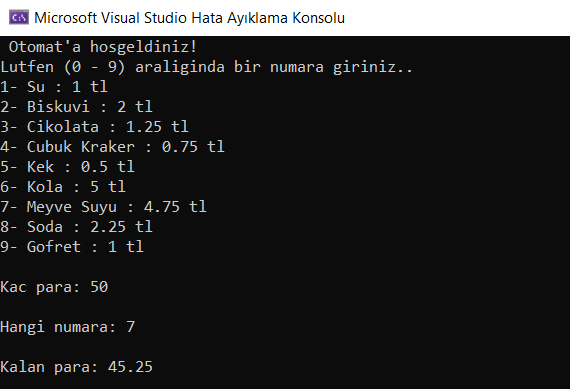 Microsoft Visual Studio Hata Ayıklama Konsolu
Otomat'a hosgeldiniz!
Lutfen (0 - 9) araliginda bir numara giriniz..
1- Su : 1 tl
2- Biskuvi : 2 tl
3- Cikolata : 1.25 tl
4- Cubuk Kraker : 0.75 tl
5- Kek : 0.5 tl
6- Kola : 5 tl
7- Meyve Suyu : 4.75 tl
8- Soda : 2.25 tl
9- Gofret : 1 tl
Kac para: 50
Hangi numara: 7
Kalan para: 45.25